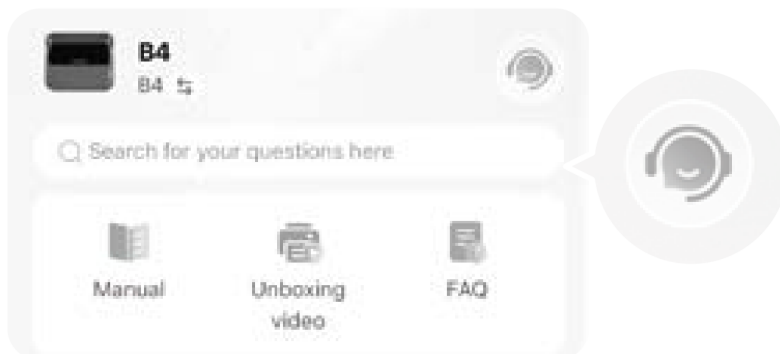 B4
B4
Search for your questions here
Manual
Unboxing
video
FAQ